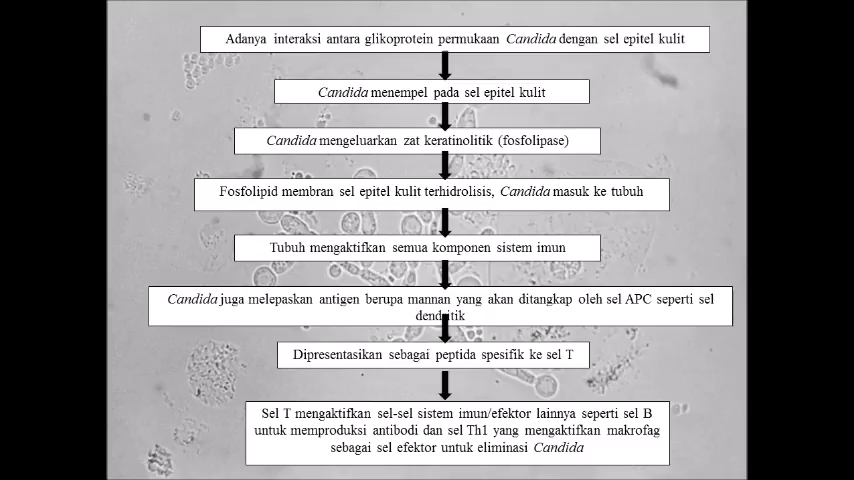 Adanya interaksi antara glikoprotein permukaan Candida dengan sel epitel kulit
Candida menempel pada sel epitel kulit
Candida mengeluarkan zat keratinolitik (fosfolipase)
Fosfolipid membran sel epitel kulit terhidrolisis, Candida masuk ke tubuh
Tubuh mengaktifkan semua komponen sistem imun
Candida juga melepaskan antigen berupa mannan yang akan ditangkap oleh sel APC seperti sel
dendritik
Dipresentasikan sebagai peptida spesifik ke sel T
Sel T mengaktifkan sel-sel sistem imun/efektor lainnya seperti sel B
untuk memproduksi antibodi dan sel Th1 yang mengaktifkan makrofag
sebagai sel efektor untuk eliminasi Candida